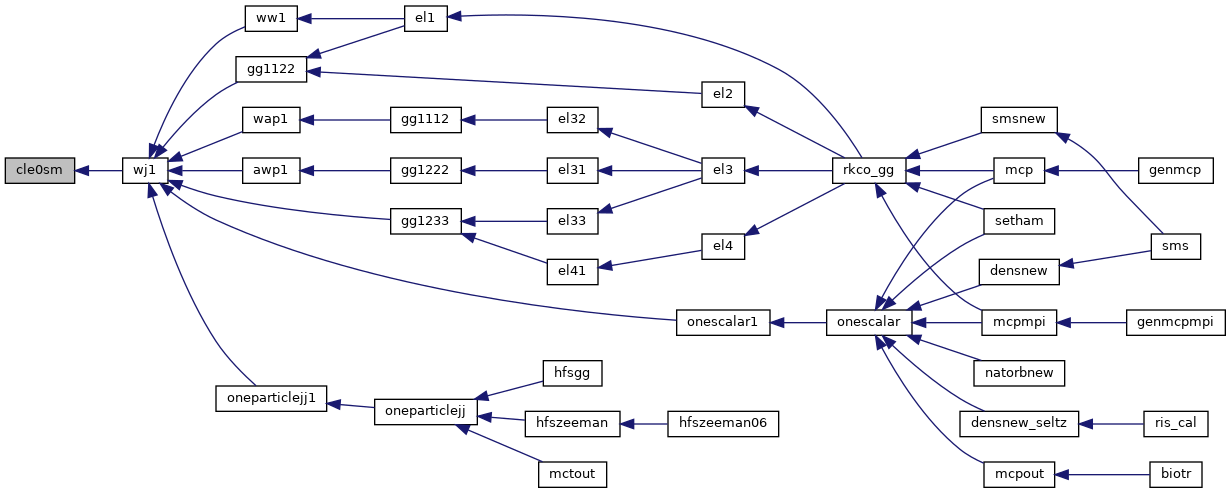 cle0sm
wj1
ww1
gg1122
wap1
awp1
gg1233
onescalar1
oneparticlejj1
el1
gg1112
gg1222
el32
el31
el33
el41
oneparticlejj
hfsgg
hfszeeman
mctout
hfszeeman06
el2
el3
el4
rkco_gg
onescalar
smsnew
mcp
setham
densnew
mcpmpi
natorbnew
densnew_seltz
mcpout
genmcp
sms
genmcpmpi
ris_cal
biotr